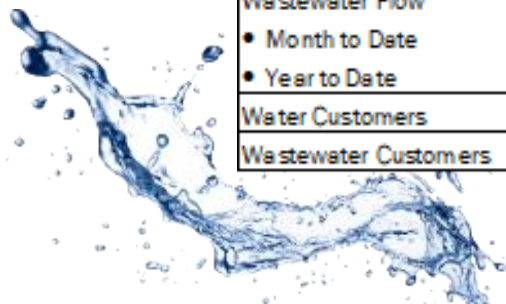 Wastewater Flow
• Month to Date
• Year to Date
Water Customers
Wastewater Customers